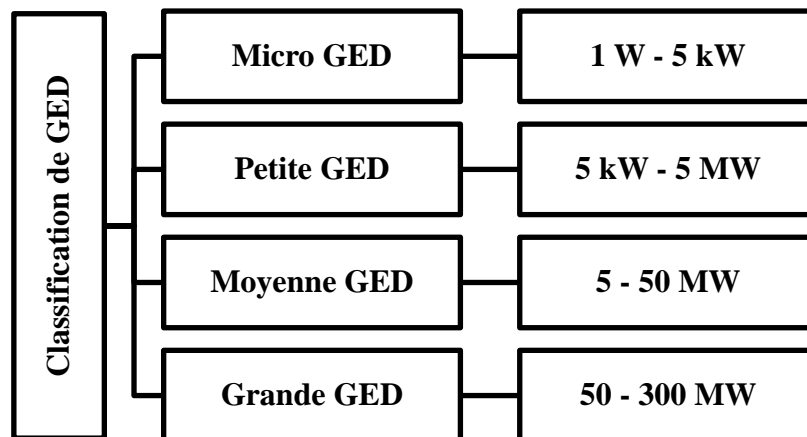 Classification de GED
Micro GED
1 W - 5 kW
Petite GED
5 kW - 5 MW
Moyenne GED
5 - 50 MW
Grande GED
50 - 300 MW